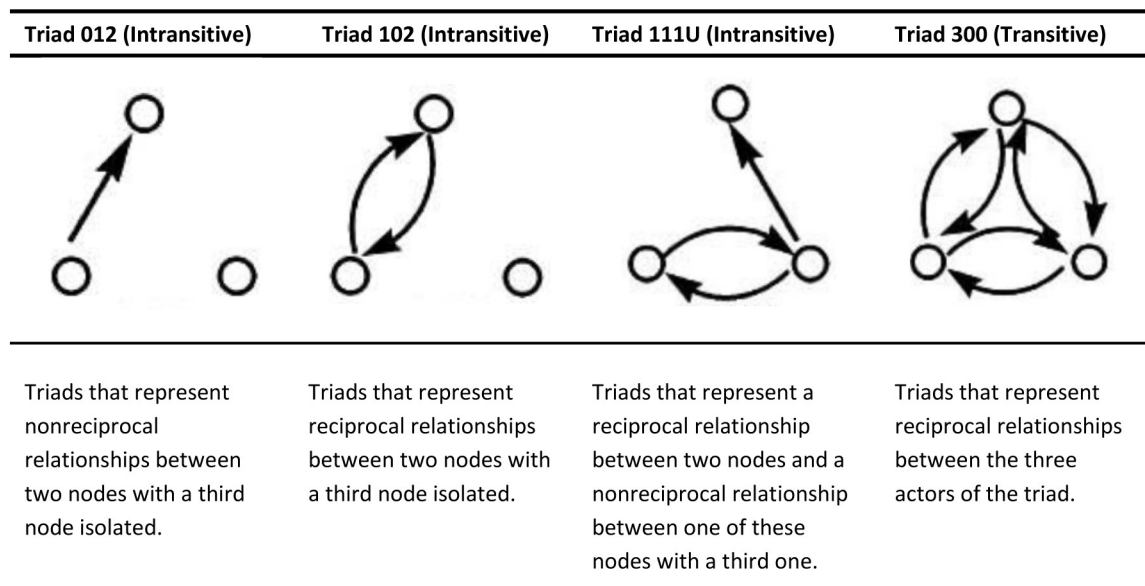 Triad 012 (Intransitive)
Triad 102 (Intransitive)
Triad 111U (Intransitive)
Triad 300 (Transitive)
Triads that represent
nonreciprocal
relationships between
two nodes with a third
node isolated.
Triads that represent
reciprocal relationships
between two nodes with
a third node isolated.
Triads that represent a
reciprocal relationship
between two nodes and a
nonreciprocal relationship
between one of these
nodes with a third one.
Triads that represent
reciprocal relationships
between the three
actors of the triad.